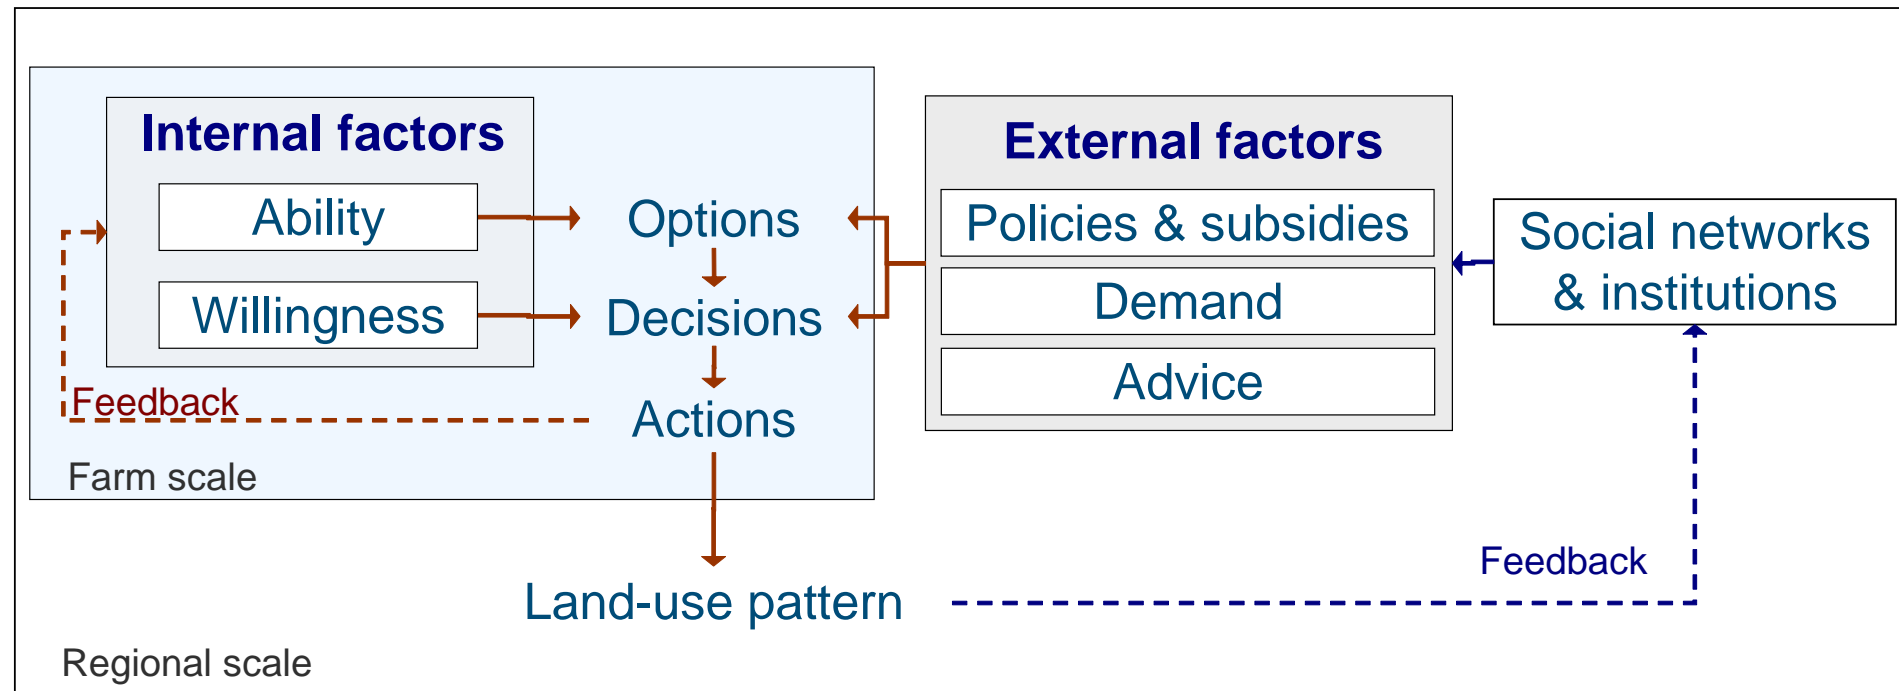 Internal factors
Ability
Willingness
Feedback
Farm scale
Options
Decisions
Actions
Land-use pattern
External factors
Policies & subsidies
Demand
Advice
Social networks
& institutions
Feedback
Regional scale